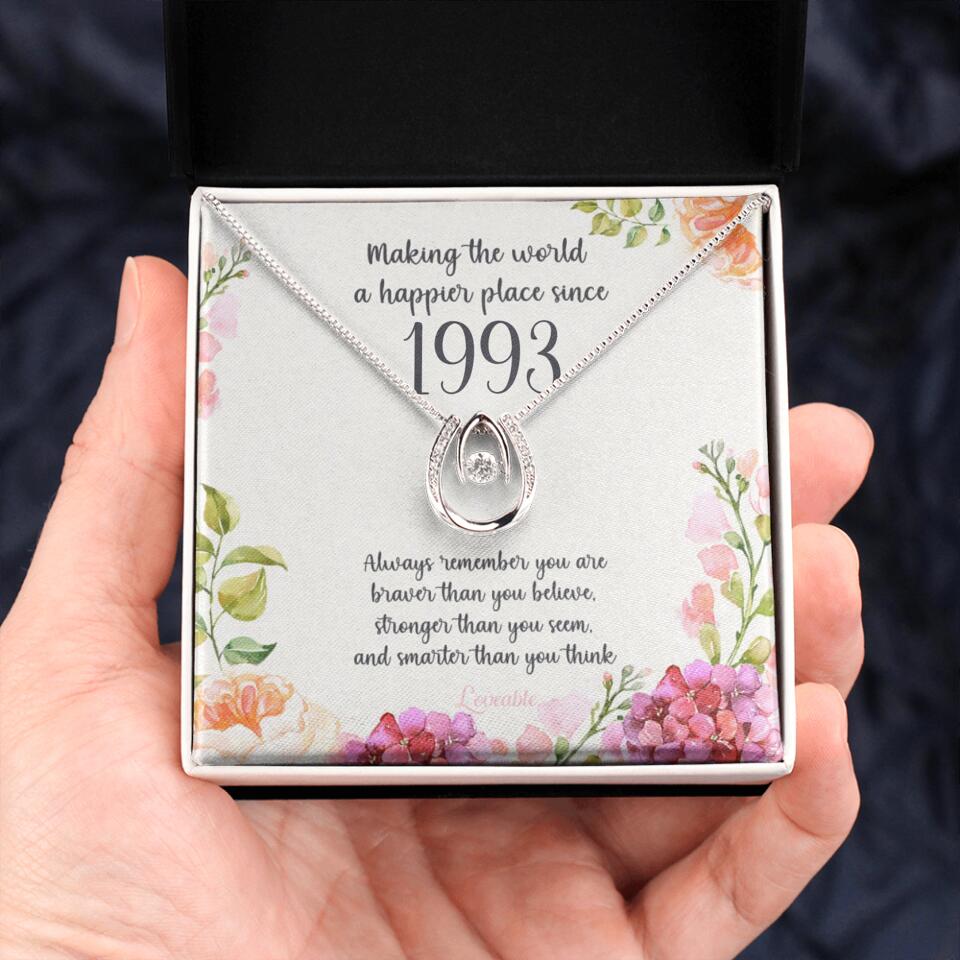 Making the world
a happier place since
1993
Always remember you are
braver than you believe,
stronger than you seem,
and smarter than you think
Loveable